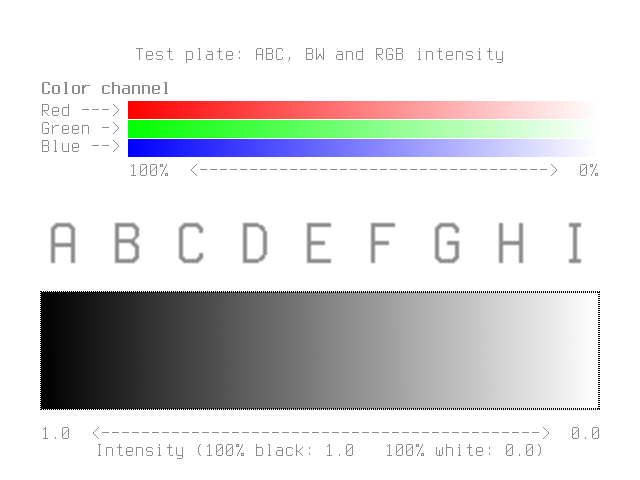 Test plate: ABC, BW and RGB intensity
Color channel
Red --->
Green ->
Blue -->
100% <-----------------------------------> 0%
A B C D E F G H I
1.0 <---------------------------------------------> 0.0
Intensity (100% black: 1.0 100% white: 0.0)